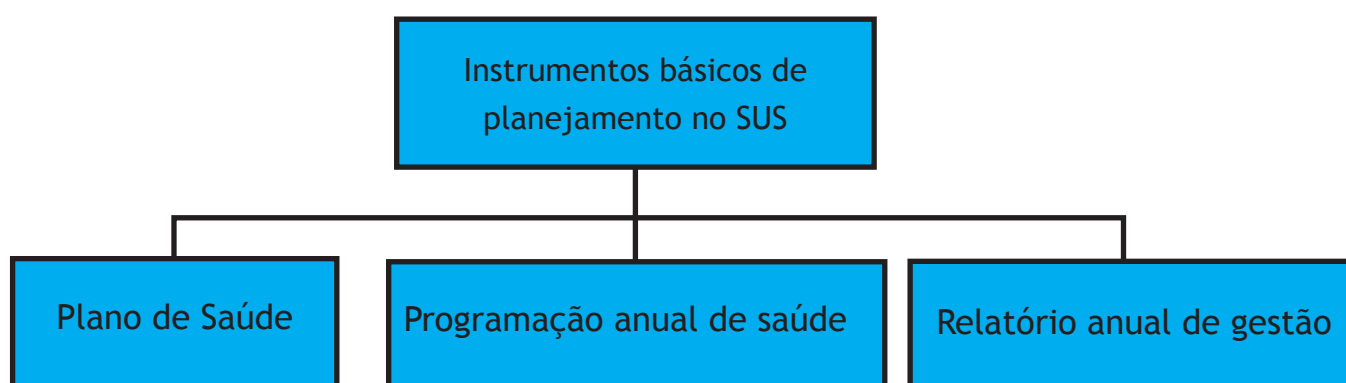 Instrumentos básicos de
planejamento no SUS
Plano de Saúde
Programação anual de saúde
Relatório anual de gestão